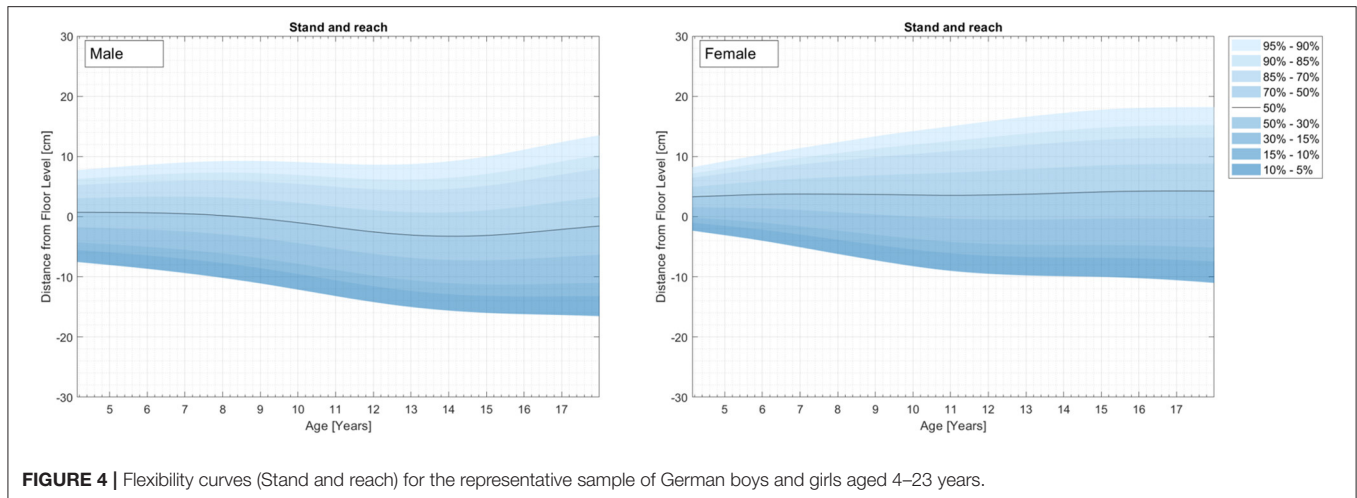 Stand and reach
Male
30
20
10
0
-10
-20
-30
Distance from Floor Level [cm]
5 6 7 8 9 10 11 12 13 14 15 16 17
Age [Years]
Stand and reach
Female
30
20
10
0
-10
-20
-30
Distance from Floor Level [cm]
5 6 7 8 9 10 11 12 13 14 15 16 17
Age [Years]
95% - 90%
90% - 85%
85% - 70%
70% - 50%
50%
50% - 30%
30% - 15%
15% - 10%
10% - 5%
FIGURE 4 | Flexibility curves (Stand and reach) for the representative sample of German boys and girls aged 4–23 years.